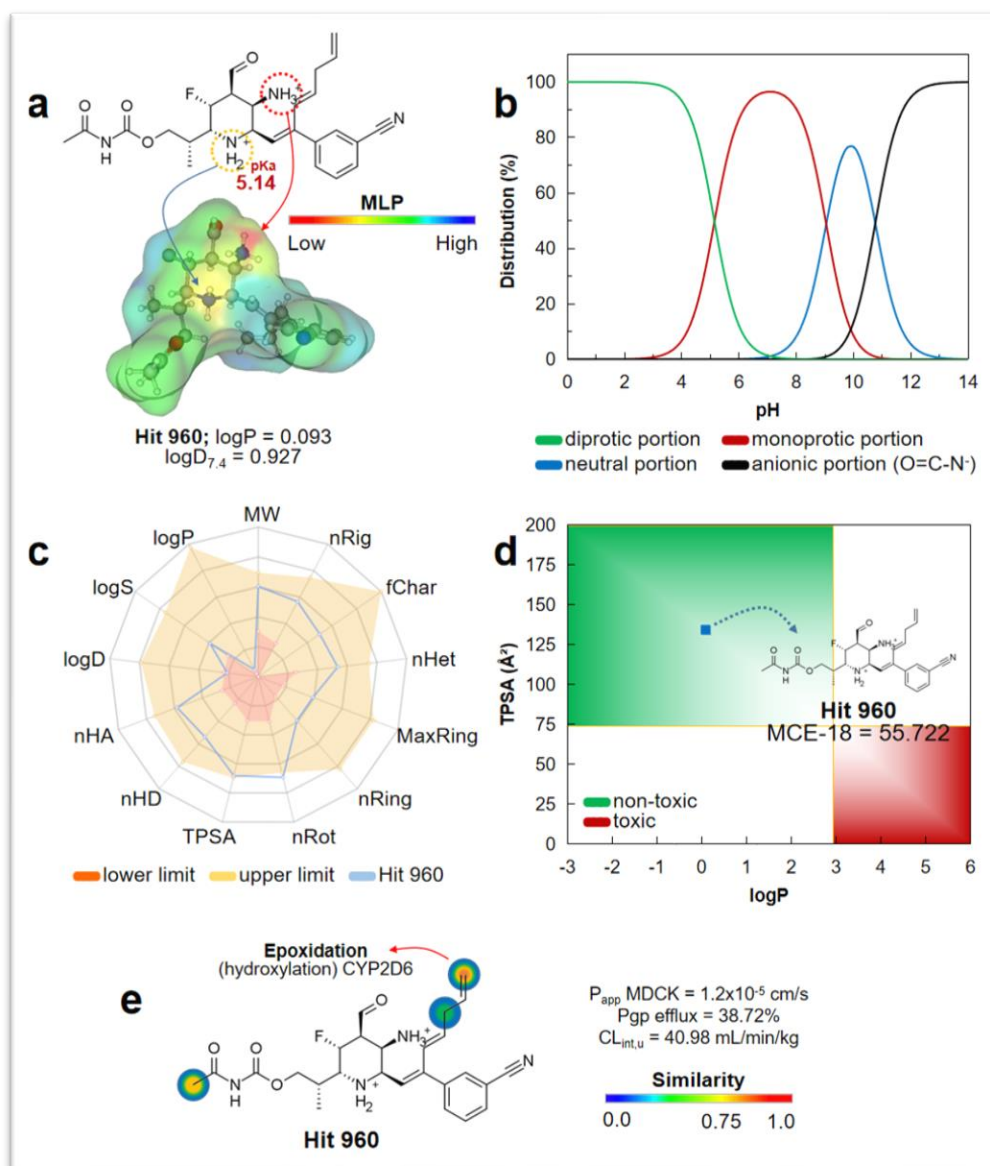 a
O
F
NH3+
O
O
N
H
O
N+
H2
N
pKa
5.14
MLP
Low
High
Hit 960; logP = 0.093
logD7.4 = 0.927
b
Distribution (%)
100
80
60
40
20
0
0 2 4 6 8 10 12 14
pH
diprotic portion
monoprotic portion
neutral portion
anionic portion (O=C-N-)
c
MW
nRig
fChar
nHet
MaxRing
nRing
nRot
TPSA
nHD
nHA
logD
logS
logP
lower limit
upper limit
Hit 960
d
TPSA (Å²)
200
175
150
125
100
75
50
25
0
O
F
NH3+
O
O
N
H
O
N+
H2
N
Hit 960
MCE-18 = 55.722
non-toxic
toxic
-3 -2 -1 0 1 2 3 4 5 6
logP
e
Epoxidation
(hydroxylation) CYP2D6
O
F
NH3+
O
O
N
H
O
N+
H2
N
Hit 960
Papp MDCK = 1.2x10-5 cm/s
Pgp efflux = 38.72%
CLint,u = 40.98 mL/min/kg
Similarity
0.0 0.75 1.0